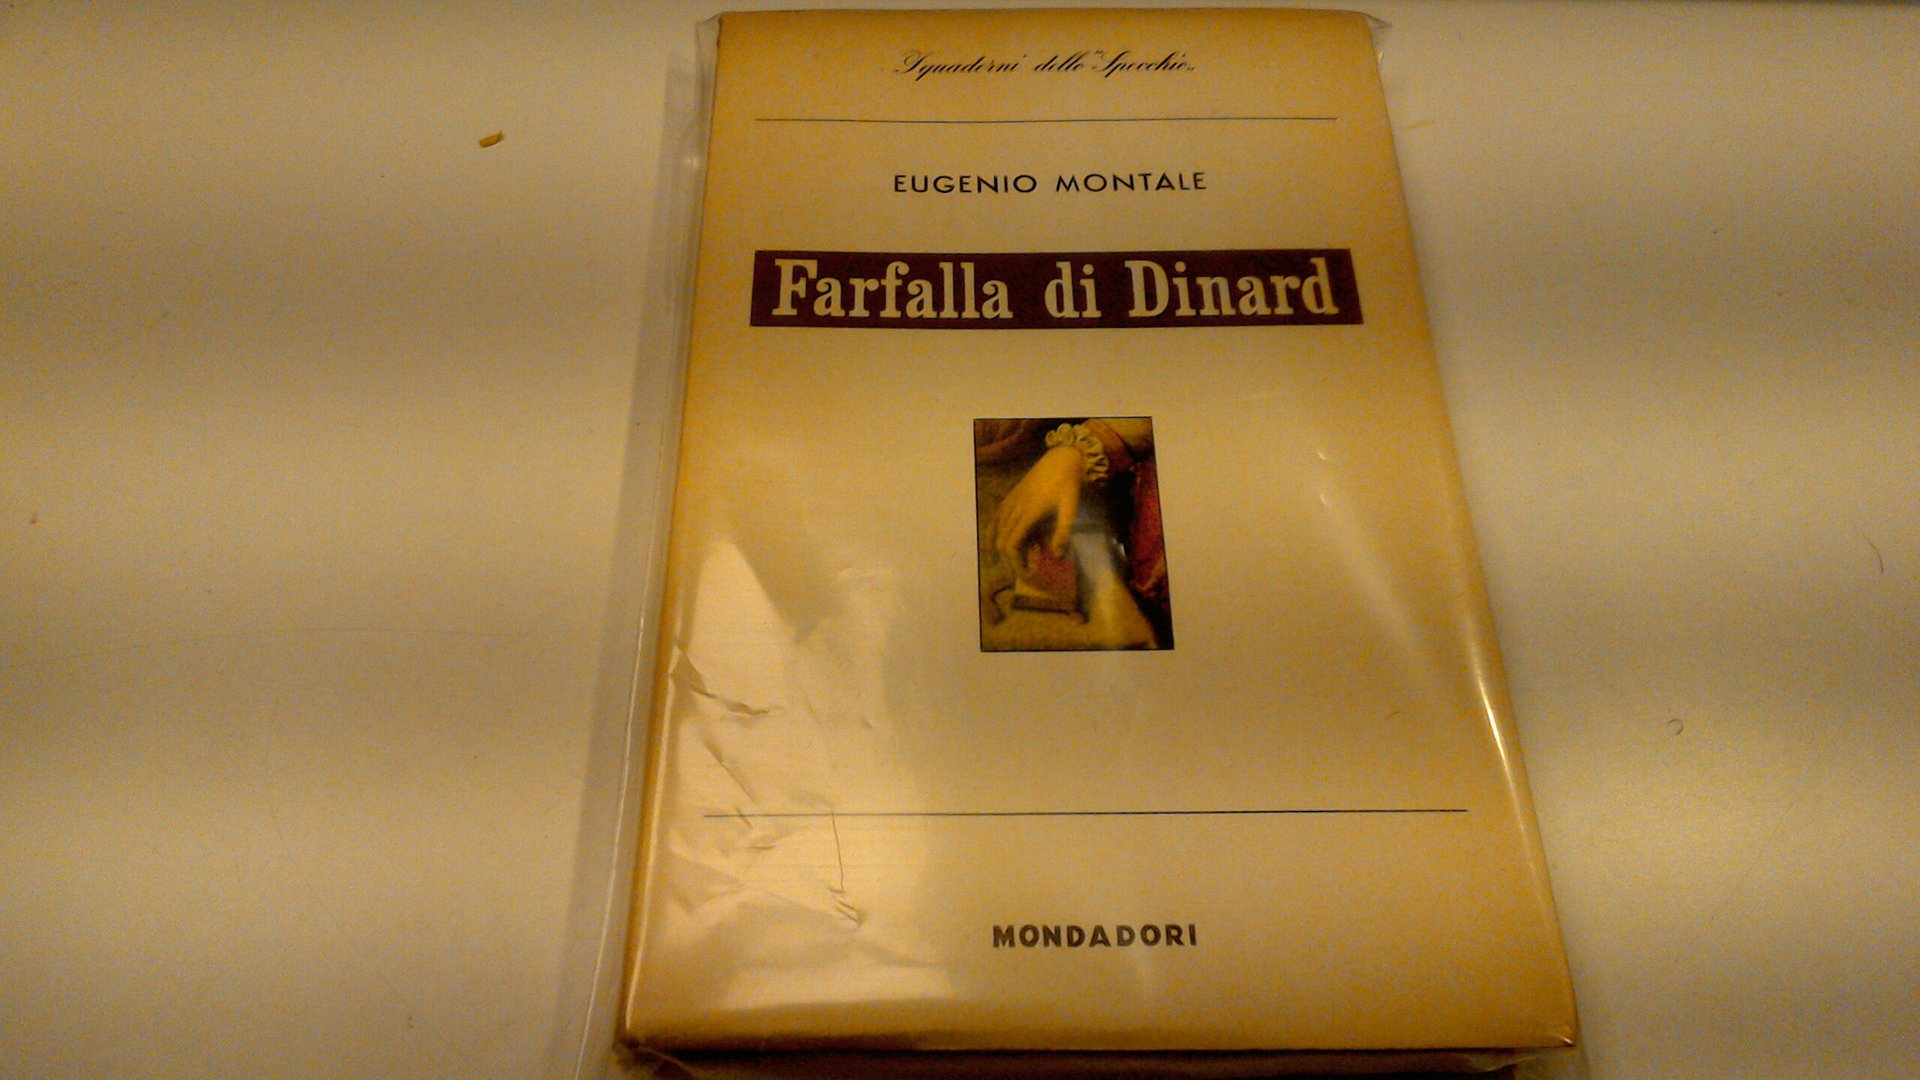 I quaderni dello "Specchio"
EUGENIO MONTALE
Farfalla di Dinard
MONDADORI